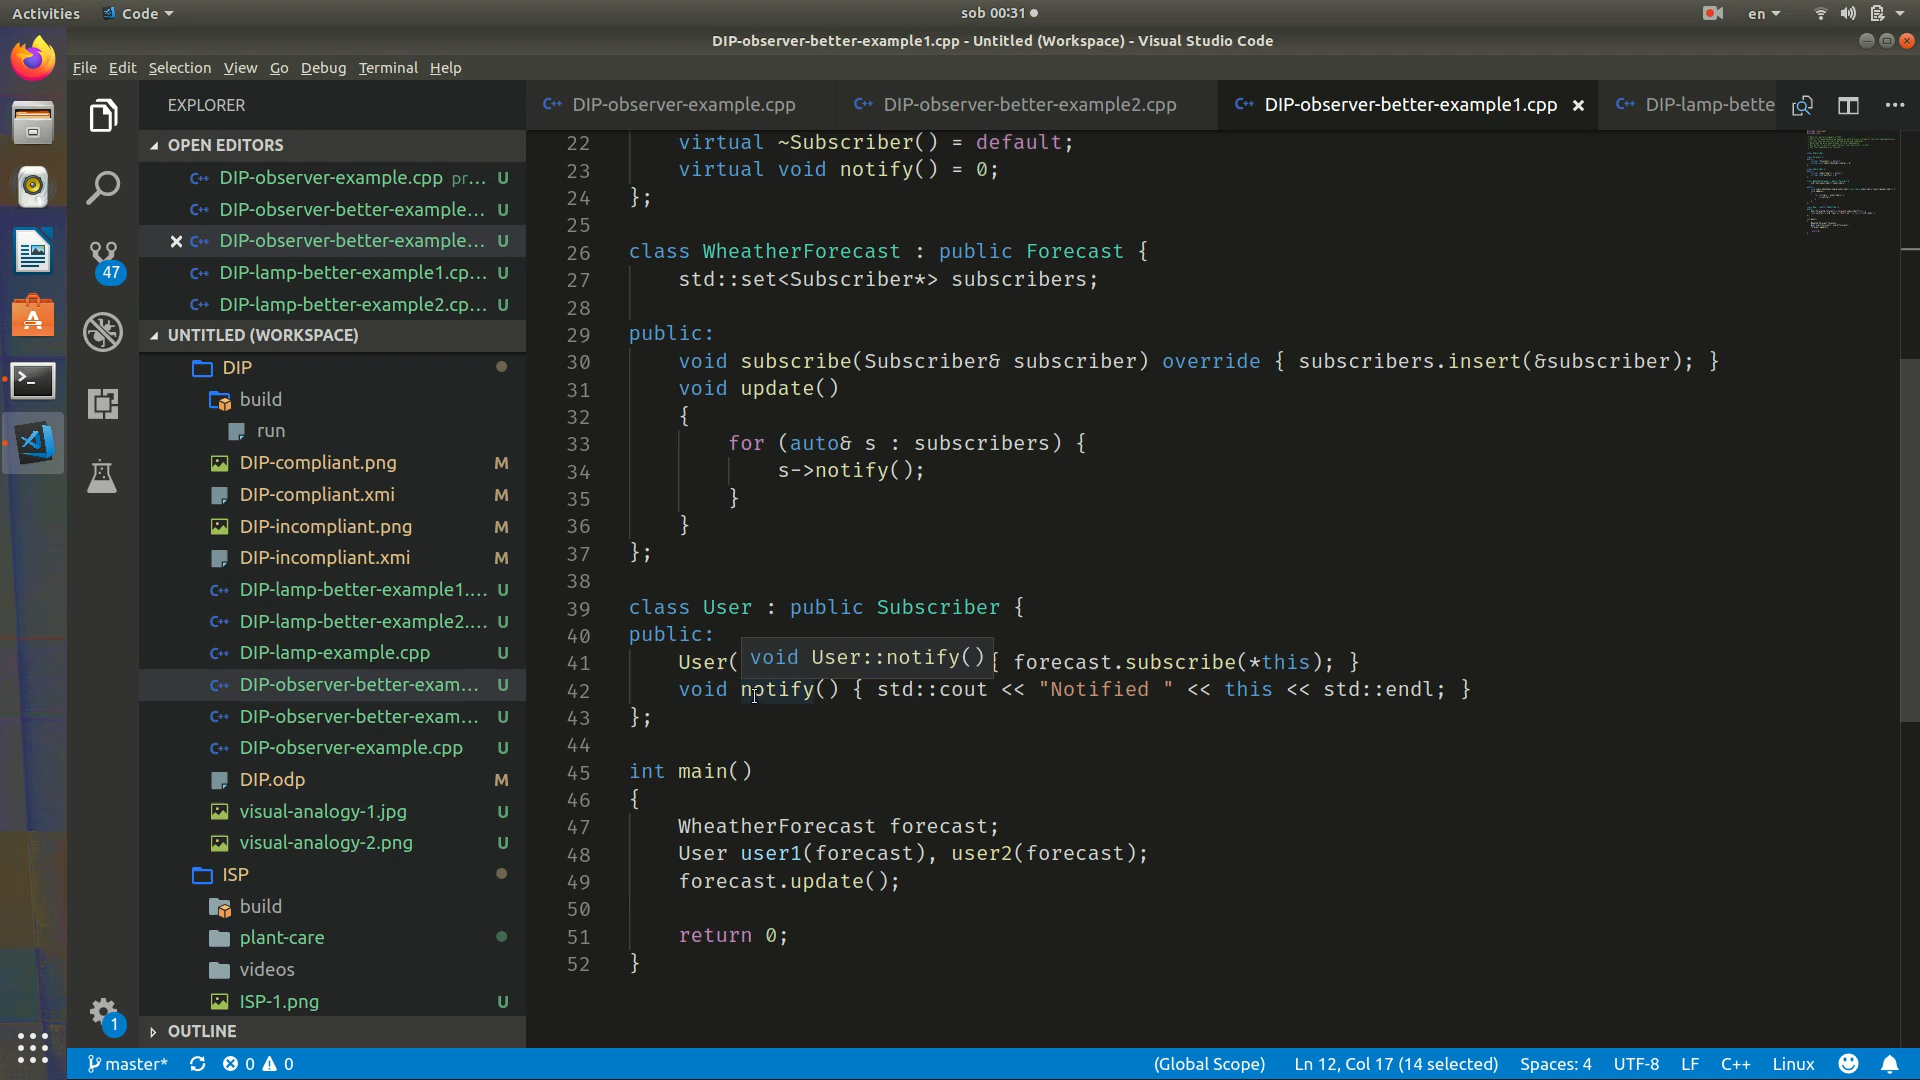 Activities
Code
sob 00:31
en
DIP-observer-better-example1.cpp - Untitled (Workspace) - Visual Studio Code
File Edit Selection View Go Debug Terminal Help
EXPLORER
OPEN EDITORS
DIP-observer-example.cpp pr... U
DIP-observer-better-example... U
DIP-observer-better-example... U
DIP-lamp-better-example1.cp... U
DIP-lamp-better-example2.cp... U
UNTITLED (WORKSPACE)
DIP
build
run
DIP-compliant.png M
DIP-compliant.xmi M
DIP-incompliant.png M
DIP-incompliant.xmi M
DIP-lamp-better-example1.... U
DIP-lamp-better-example2.... U
DIP-lamp-example.cpp U
DIP-observer-better-exam... U
DIP-observer-better-exam... U
DIP-observer-example.cpp U
DIP.odp M
visual-analogy-1.jpg U
visual-analogy-2.png U
ISP
build
plant-care
videos
ISP-1.png U
OUTLINE
47
1
DIP-observer-example.cpp
DIP-observer-better-example2.cpp
DIP-observer-better-example1.cpp
DIP-lamp-bette
22 virtual ~Subscriber() = default;
23 virtual void notify() = 0;
24 };
25
26 class WheatherForecast : public Forecast {
27 std::set<Subscriber*> subscribers;
28
29 public:
30 void subscribe(Subscriber& subscriber) override { subscribers.insert(&subscriber); }
31 void update()
32 {
33 for (auto& s : subscribers) {
34 s->notify();
35 }
36 }
37 };
38
39 class User : public Subscriber {
40 public:
void User::notify()
41 User( { forecast.subscribe(*this); }
42 void notify() { std::cout << "Notified " << this << std::endl; }
43 };
44
45 int main()
46 {
47 WheatherForecast forecast;
48 User user1(forecast), user2(forecast);
49 forecast.update();
50
51 return 0;
52 }
master* 0 0
(Global Scope) Ln 12, Col 17 (14 selected) Spaces: 4 UTF-8 LF C++ Linux